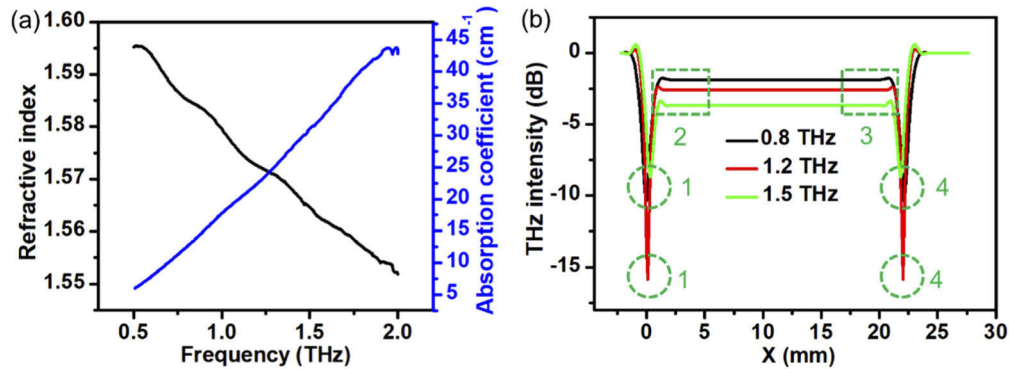 (a)
1.60
1.59
1.58
1.57
1.56
1.55
Refractive index
0.5 1.0 1.5 2.0
Frequency (THz)
45
40
35
30
25
20
15
10
5
Absorption coefficient (cm-1)
(b)
0
-5
-10
-15
THz intensity (dB)
2 3
0.8 THz
1.2 THz
1.5 THz
1 4
1 4
0 5 10 15 20 25 30
X (mm)